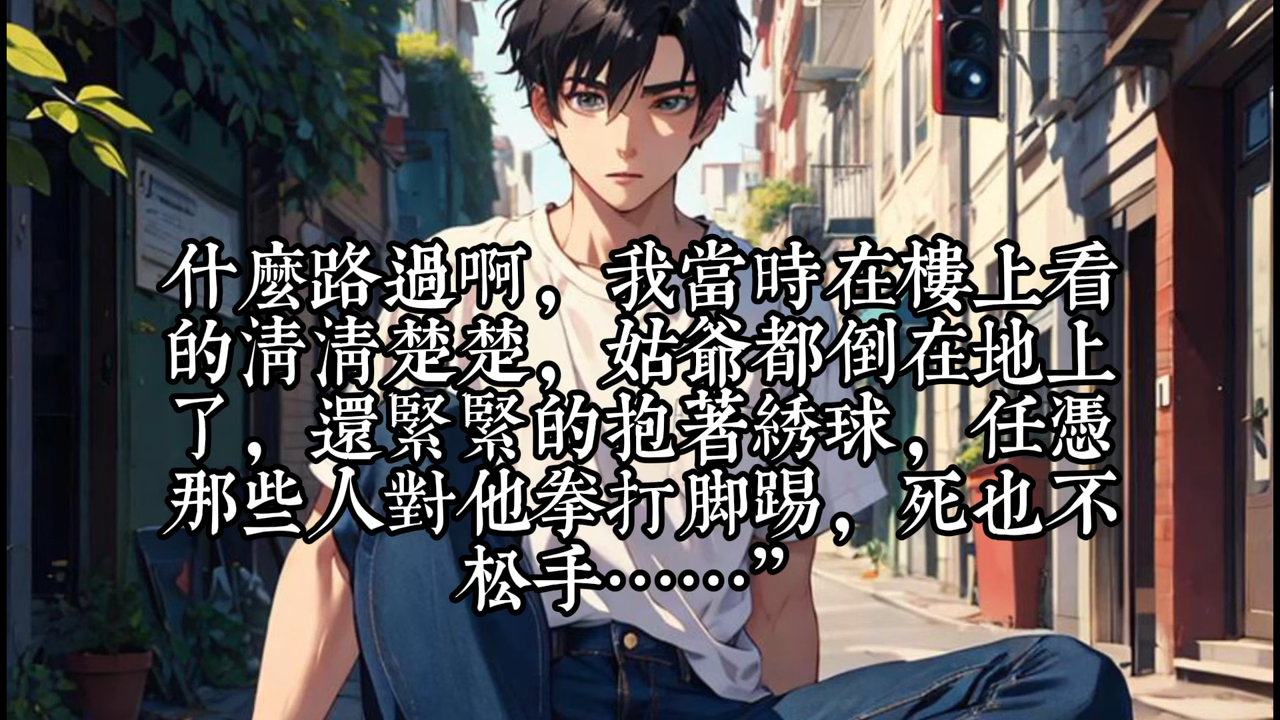 什麼路過啊，我當時在樓上看
的清清楚楚，姑爺都倒在地上
了，還緊緊的抱著綉球，任憑
那些人對他拳打脚踢，死也不
松手……”